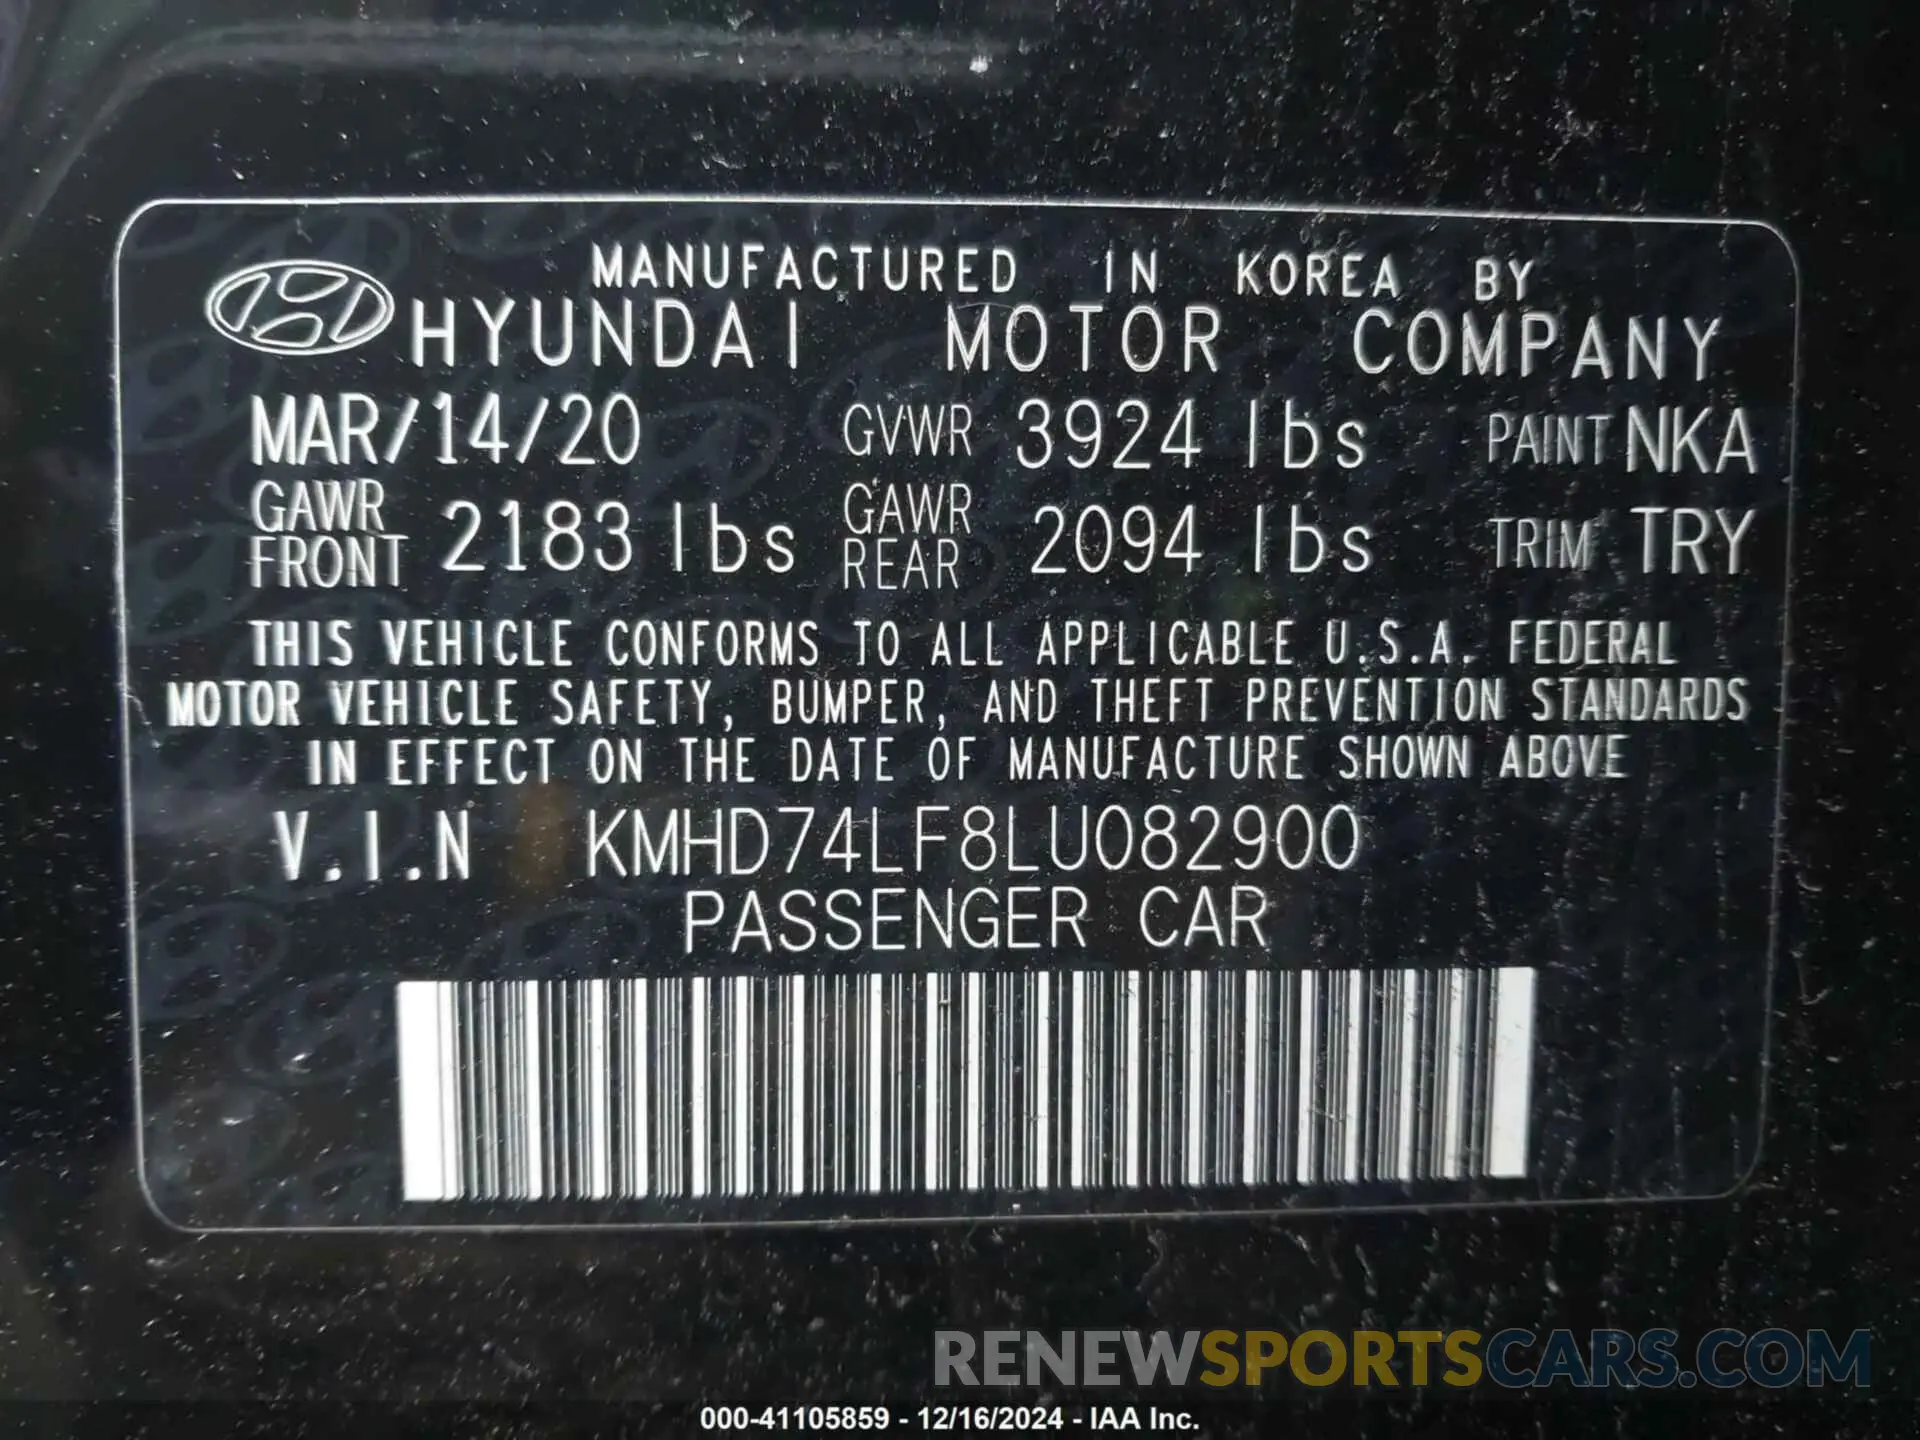 MANUFACTURED IN KOREA BY
HYUNDAI MOTOR COMPANY
MAR/14/20 GVWR 3924 lbs PAINT NKA
GAWR FRONT 2183 lbs GAWR REAR 2094 lbs TRIM TRY
THIS VEHICLE CONFORMS TO ALL APPLICABLE U.S.A. FEDERAL
MOTOR VEHICLE SAFETY, BUMPER, AND THEFT PREVENTION STANDARDS
IN EFFECT ON THE DATE OF MANUFACTURE SHOWN ABOVE
V.I.N KMHD74LF8LU082900
PASSENGER CAR
RENEWSPORTSCARS.COM
000-41105859 - 12/16/2024 - IAA Inc.